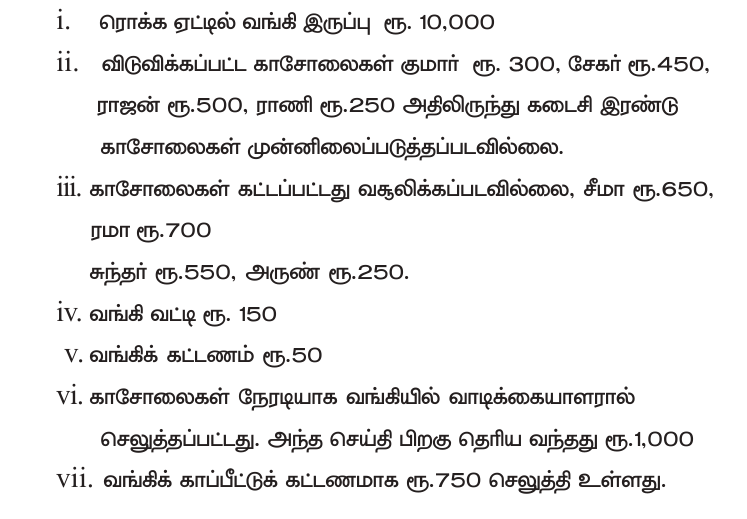 i. ரொக்க ஏட்டில் வங்கி இருப்பு ரூ. 10,000
ii. விடுவிக்கப்பட்ட காசோலைகள் குமார் ரூ. 300, சேகர் ரூ.450,
ராஜன் ரூ.500, ராணி ரூ.250 அதிலிருந்து கடைசி இரண்டு
காசோலைகள் முன்னிலைப்படுத்தப்படவில்லை.
iii. காசோலைகள் கட்டப்பட்டது வசூலிக்கப்படவில்லை, சீமா ரூ.650,
ரமா ரூ.700
சுந்தர் ரூ.550, அருண் ரூ.250.
iv. வங்கி வட்டி ரூ. 150
v. வங்கிக் கட்டணம் ரூ.50
vi. காசோலைகள் நேரடியாக வங்கியில் வாடிக்கையாளரால்
செலுத்தப்பட்டது. அந்த செய்தி பிறகு தெரிய வந்தது ரூ.1,000
vii. வங்கிக் காப்பீட்டுக் கட்டணமாக ரூ.750 செலுத்தி உள்ளது.